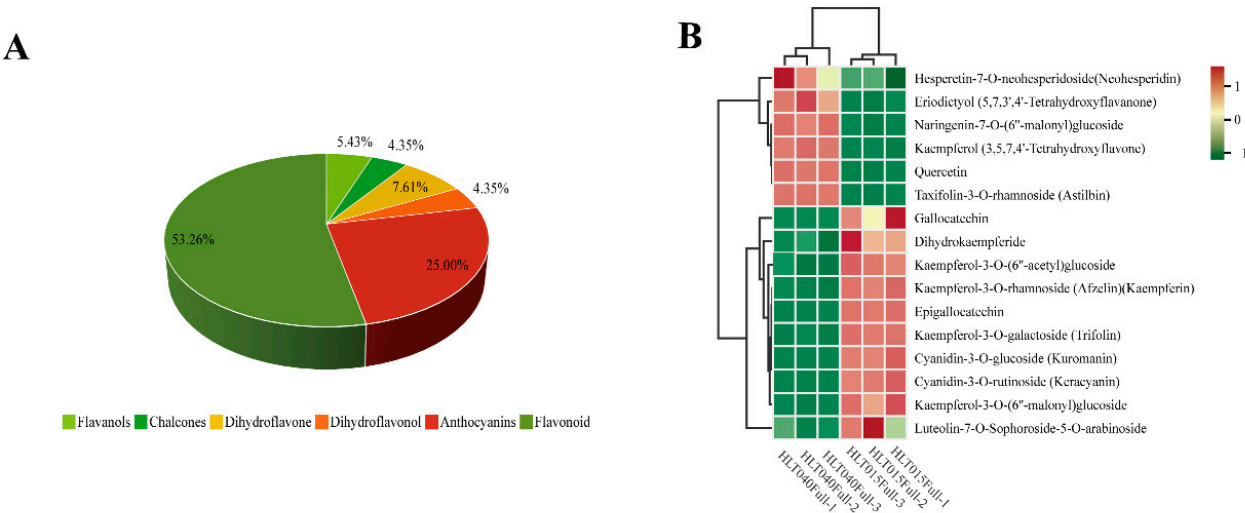 A
5.43%
4.35%
7.61%
4.35%
53.26%
25.00%
Flavanols Chalcones Dihydroflavone Dihydroflavonol Anthocyanins Flavonoid
B
Hesperetin-7-O-neohesperidoside(Neohesperidin)
Eriodictyol (5,7,3',4'-Tetrahydroxyflavanone)
Naringenin-7-O-(6"-malonyl)glucoside
Kaempferol (3,5,7,4'-Tetrahydroxyflavone)
Quercetin
Taxifolin-3-O-rhamnoside (Astilbin)
Gallocatechin
Dihydrokaempferide
Kaempferol-3-O-(6"-acetyl)glucoside
Kaempferol-3-O-rhamnoside (Afzelin)(Kaempferin)
Epigallocatechin
Kaempferol-3-O-galactoside (Trifolin)
Cyanidin-3-O-glucoside (Kuromanin)
Cyanidin-3-O-rutinoside (Keracyanin)
Kaempferol-3-O-(6"-malonyl)glucoside
Luteolin-7-O-Sophoroside-5-O-arabinoside
HLT040Full-1
HLT040Full-2
HLT040Full-3
HLT015Full-3
HLT015Full-2
HLT015Full-1
1
0
-1